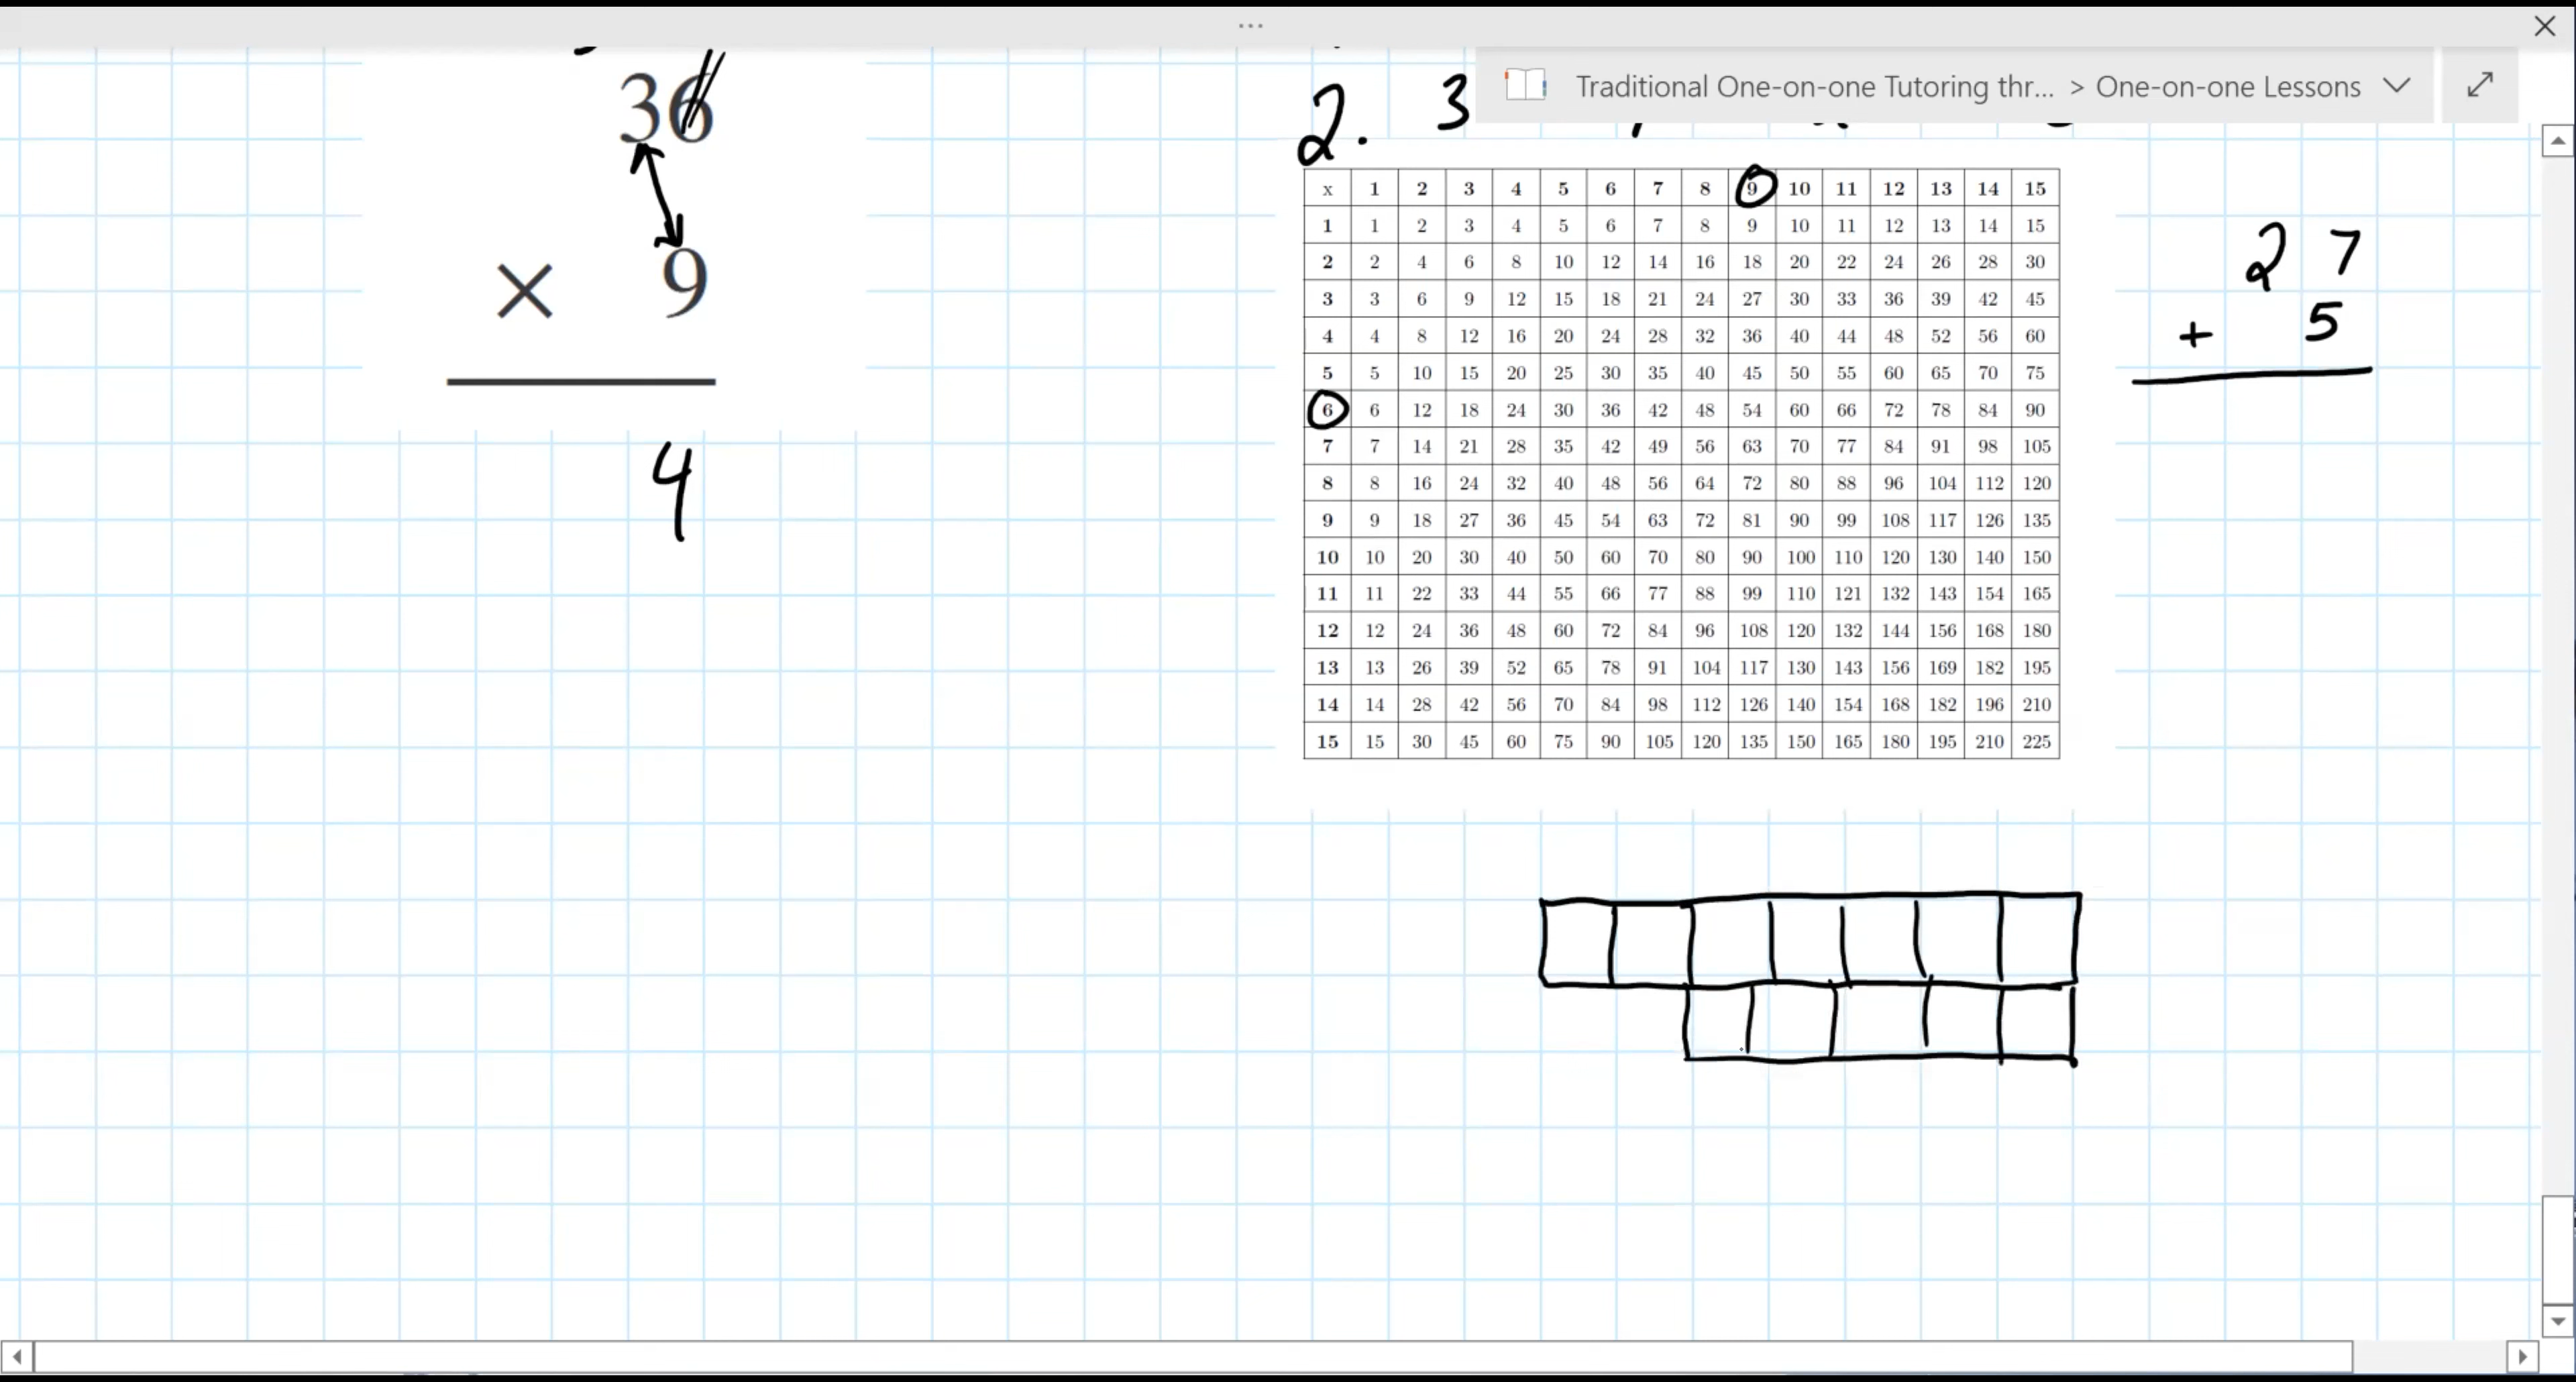 ...
Traditional One-on-one Tutoring thr... > One-on-one Lessons
36
× 9
4
2. 3
x 1 2 3 4 5 6 7 8 9 10 11 12 13 14 15
1 1 2 3 4 5 6 7 8 9 10 11 12 13 14 15
2 2 4 6 8 10 12 14 16 18 20 22 24 26 28 30
3 3 6 9 12 15 18 21 24 27 30 33 36 39 42 45
4 4 8 12 16 20 24 28 32 36 40 44 48 52 56 60
5 5 10 15 20 25 30 35 40 45 50 55 60 65 70 75
6 6 12 18 24 30 36 42 48 54 60 66 72 78 84 90
7 7 14 21 28 35 42 49 56 63 70 77 84 91 98 105
8 8 16 24 32 40 48 56 64 72 80 88 96 104 112 120
9 9 18 27 36 45 54 63 72 81 90 99 108 117 126 135
10 10 20 30 40 50 60 70 80 90 100 110 120 130 140 150
11 11 22 33 44 55 66 77 88 99 110 121 132 143 154 165
12 12 24 36 48 60 72 84 96 108 120 132 144 156 168 180
13 13 26 39 52 65 78 91 104 117 130 143 156 169 182 195
14 14 28 42 56 70 84 98 112 126 140 154 168 182 196 210
15 15 30 45 60 75 90 105 120 135 150 165 180 195 210 225
27
+ 5